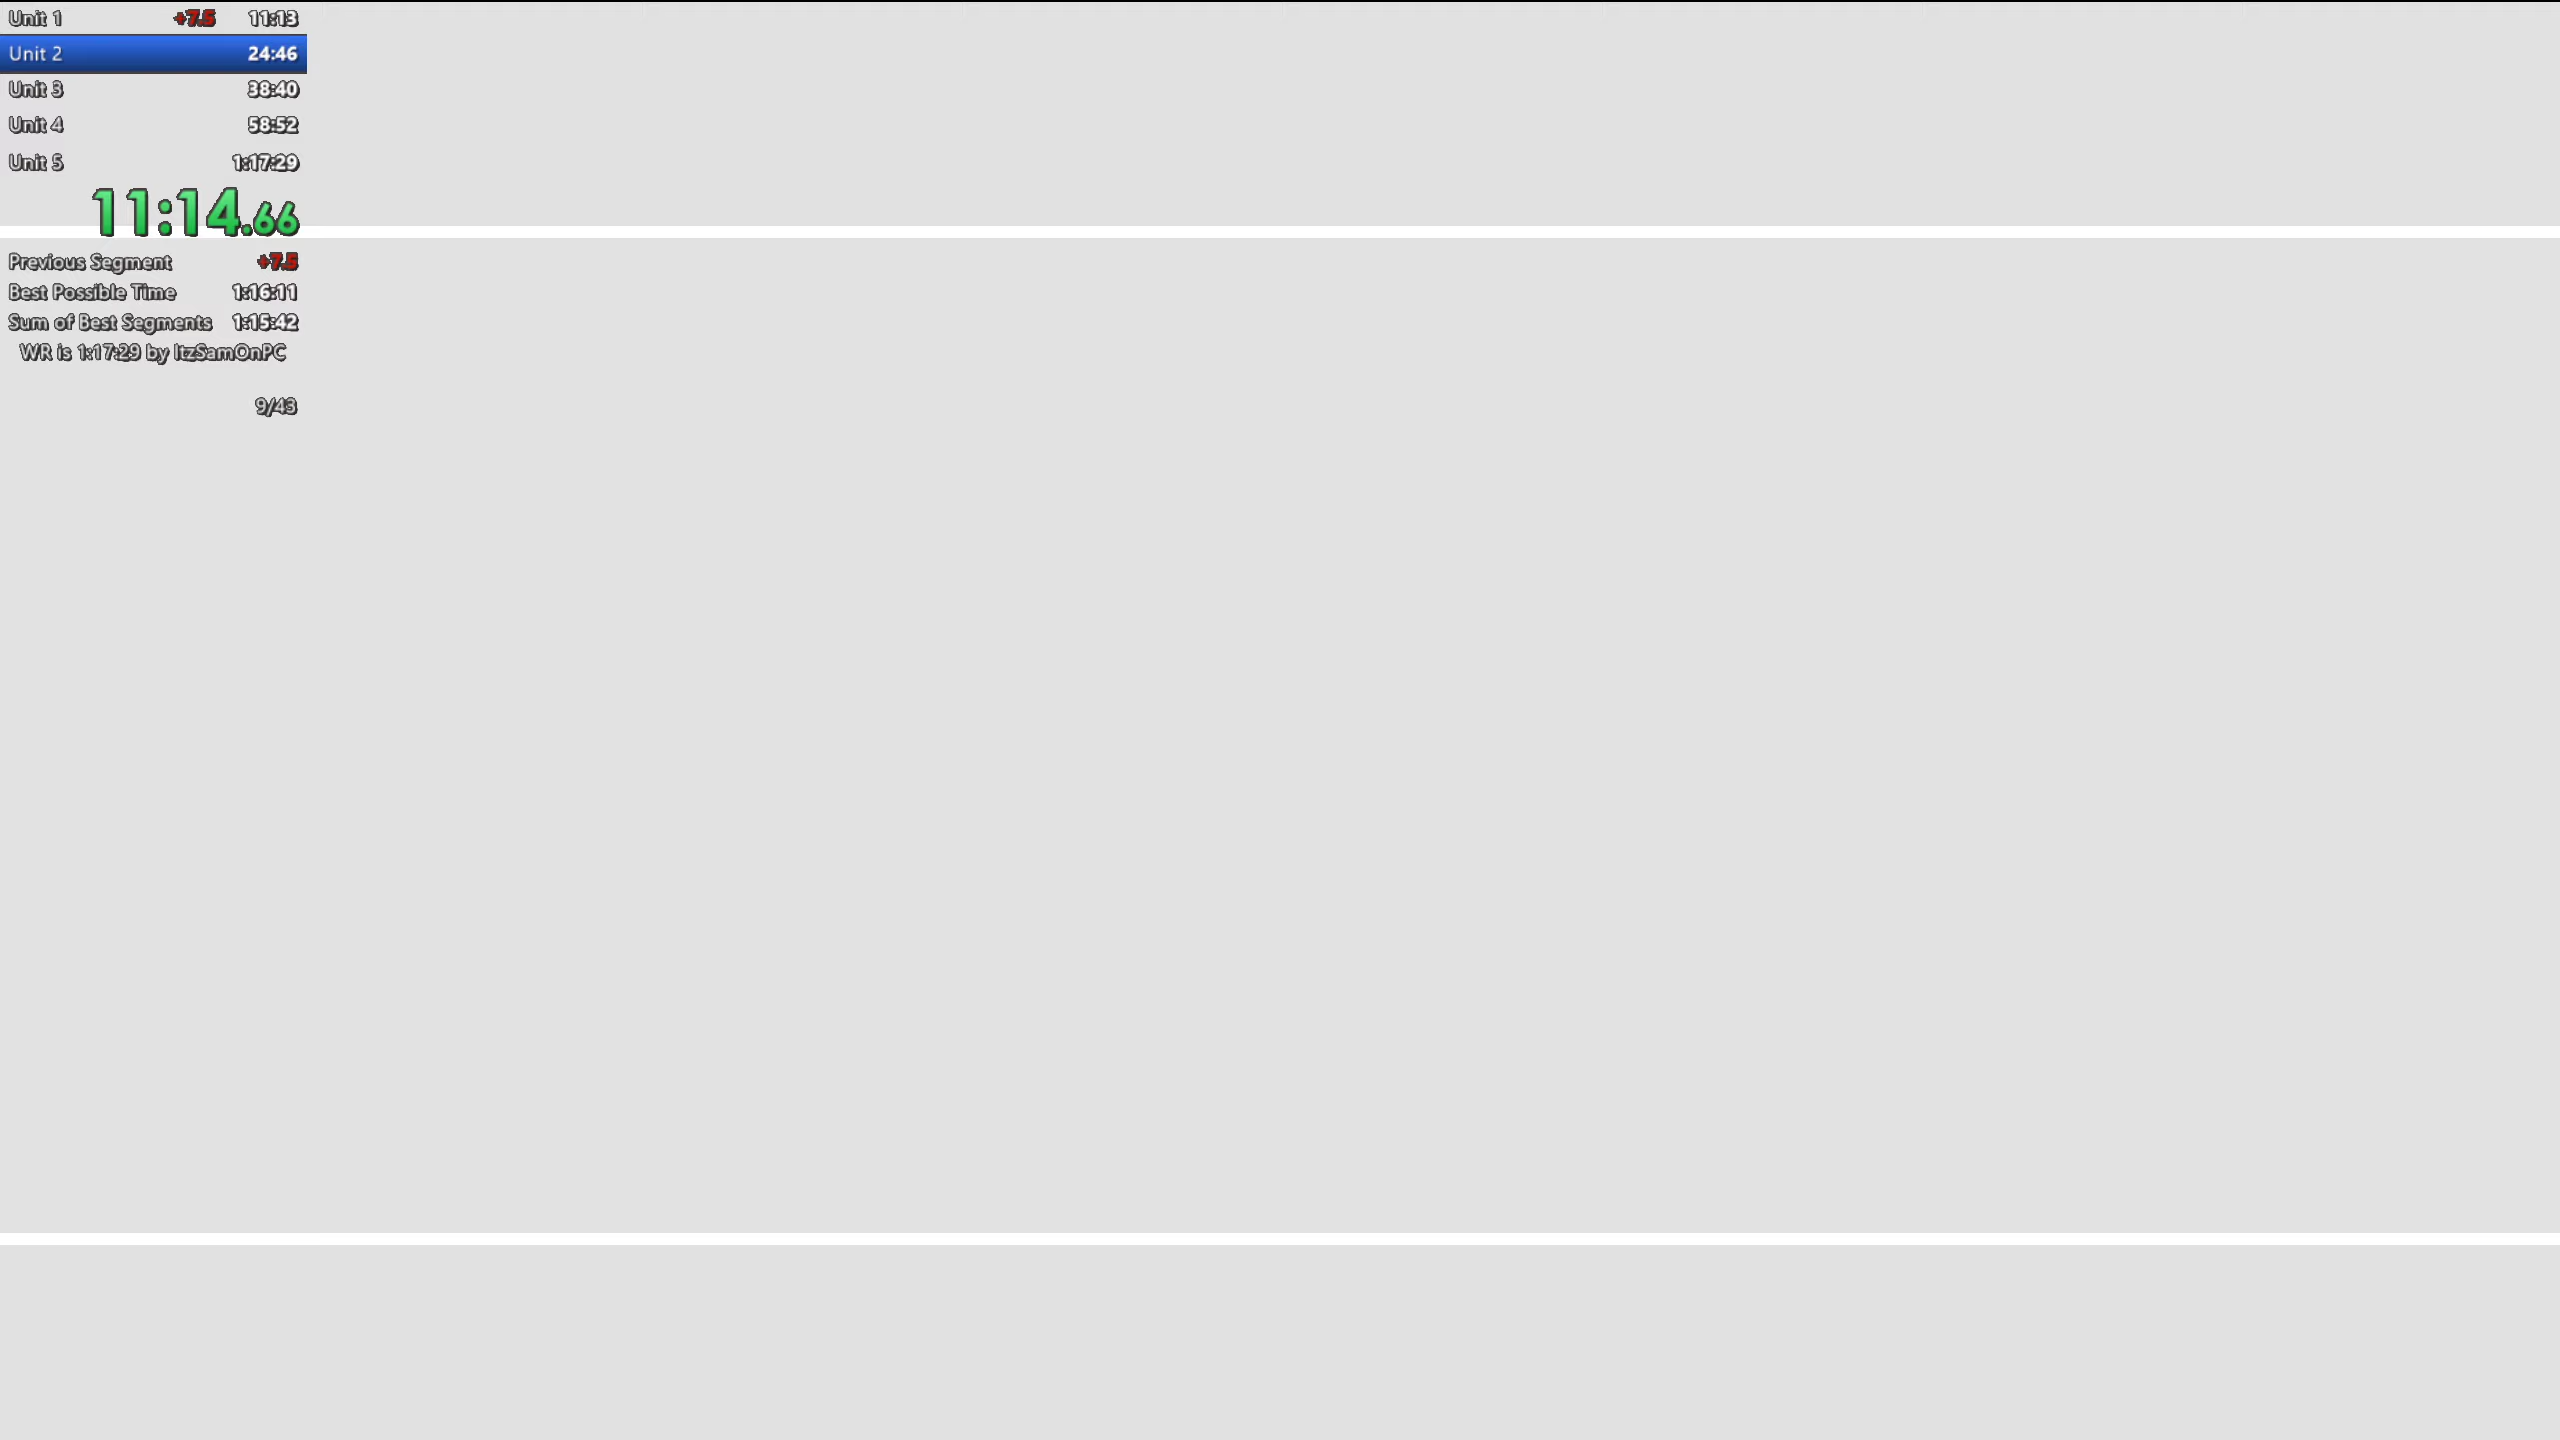 Unit 1 +7.5 11:13
Unit 2 24:46
Unit 3 38:40
Unit 4 58:52
Unit 5 1:17:29
11:14.66
Previous Segment +7.5
Best Possible Time 1:16:11
Sum of Best Segments 1:15:42
WR is 1:17:29 by ItzSamOnPC
9/43